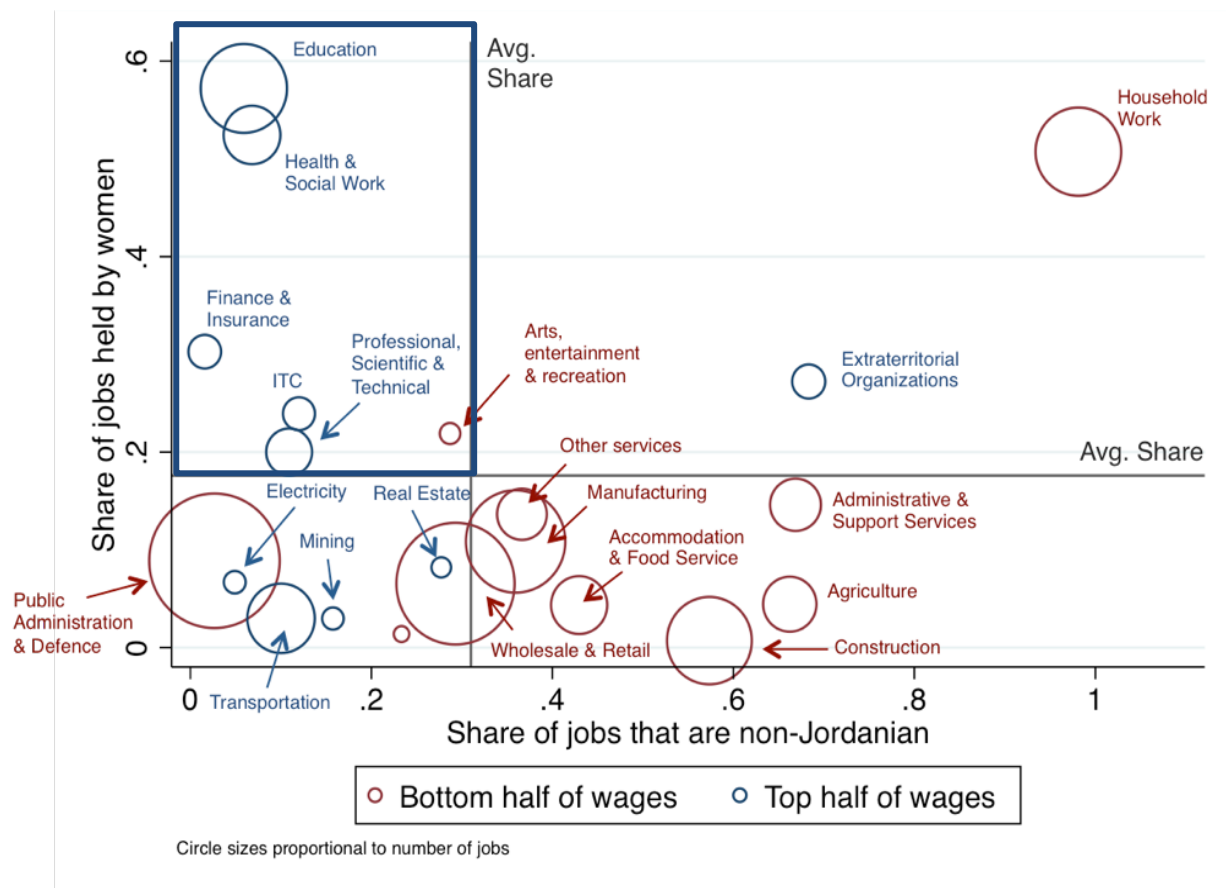 Education
Avg.
Share
Household
Work
Health &
Social Work
Finance &
Insurance
Professional,
Scientific &
Technical
ITC
Arts,
entertainment
& recreation
Extraterritorial
Organizations
Other services
Avg. Share
Electricity
Real Estate
Manufacturing
Administrative &
Support Services
Mining
Accommodation
& Food Service
Public
Administration
& Defence
Agriculture
Wholesale & Retail
Construction
Transportation
Share of jobs held by women
.6
.4
.2
0
0
.2
.4
.6
.8
1
Share of jobs that are non-Jordanian
Bottom half of wages
Top half of wages
Circle sizes proportional to number of jobs